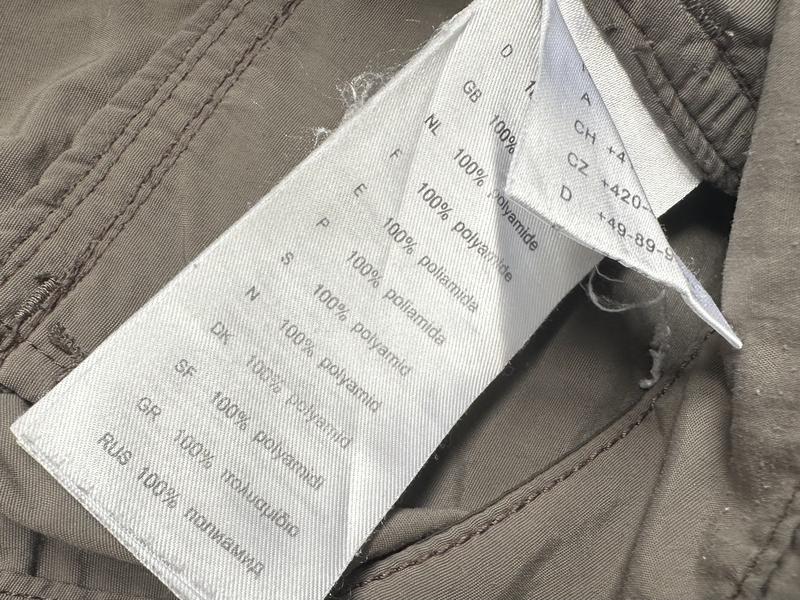 D
GB 100%
NL 100% polyamide
F 100% polyamide
E 100% poliamida
P 100% poliamida
S 100% polyamid
N 100% polyamid
DK 100% polyamid
SF 100% polyamidi
GR 100% πολυαμίδιο
RUS 100% полиамид
A
CH +4
CZ +420-
D +49-89-9